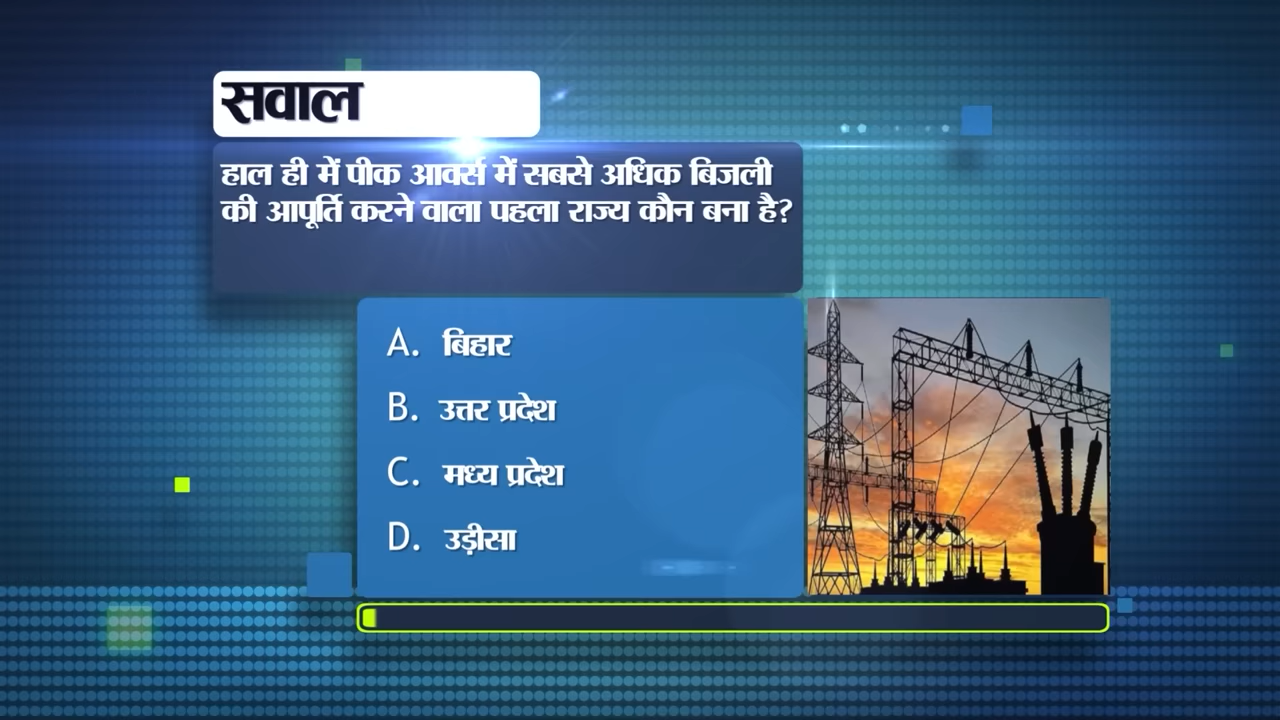 सवाल
हाल ही में पीक आवर्स में सबसे अधिक बिजली
की आपूर्ति करने वाला पहला राज्य कौन बना है?
A. बिहार
B. उत्तर प्रदेश
C. मध्य प्रदेश
D. उड़ीसा